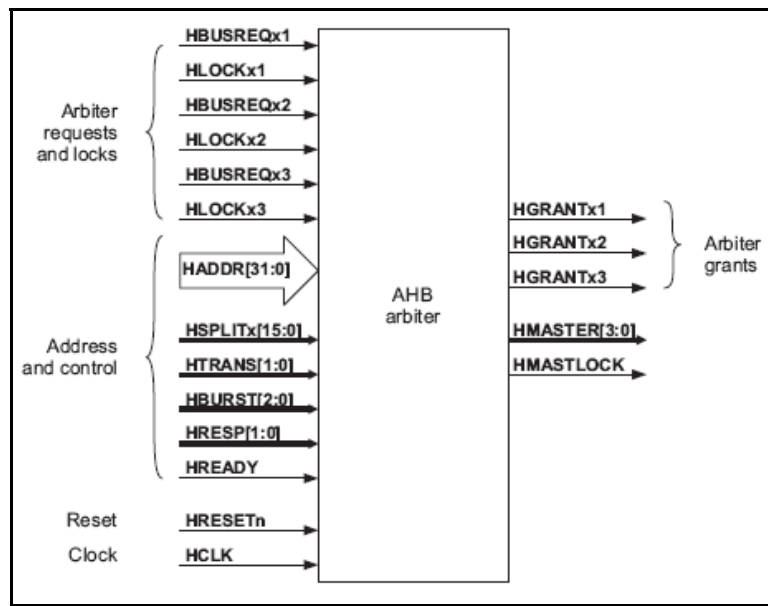 HBUSREQx1
HLOCKx1
HBUSREQx2
HLOCKx2
HBUSREQx3
HLOCKx3
Arbiter
requests
and locks
HADDR[31:0]
HSPLITx[15:0]
HTRANS[1:0]
HBURST[2:0]
HRESP[1:0]
HREADY
Address
and control
Reset
HRESETn
Clock
HCLK
AHB
arbiter
HGRANTx1
HGRANTx2
HGRANTx3
Arbiter
grants
HMASTER[3:0]
HMASTLOCK